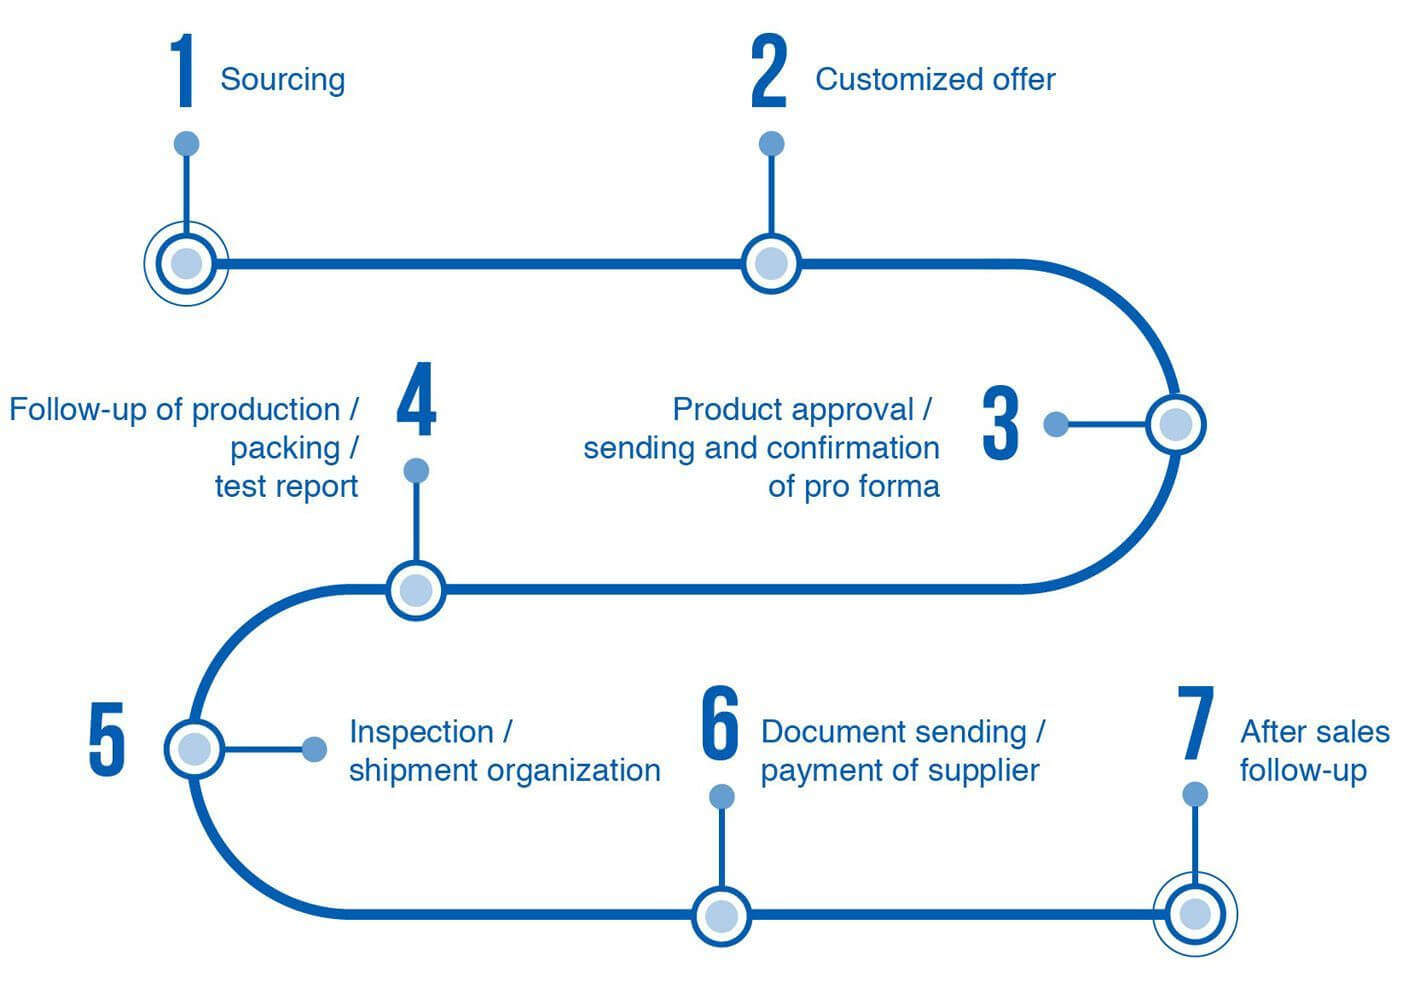 1
Sourcing
2
Customized offer
3
Product approval /
sending and confirmation
of pro forma
4
Follow-up of production /
packing /
test report
5
Inspection /
shipment organization
6
Document sending /
payment of supplier
7
After sales
follow-up